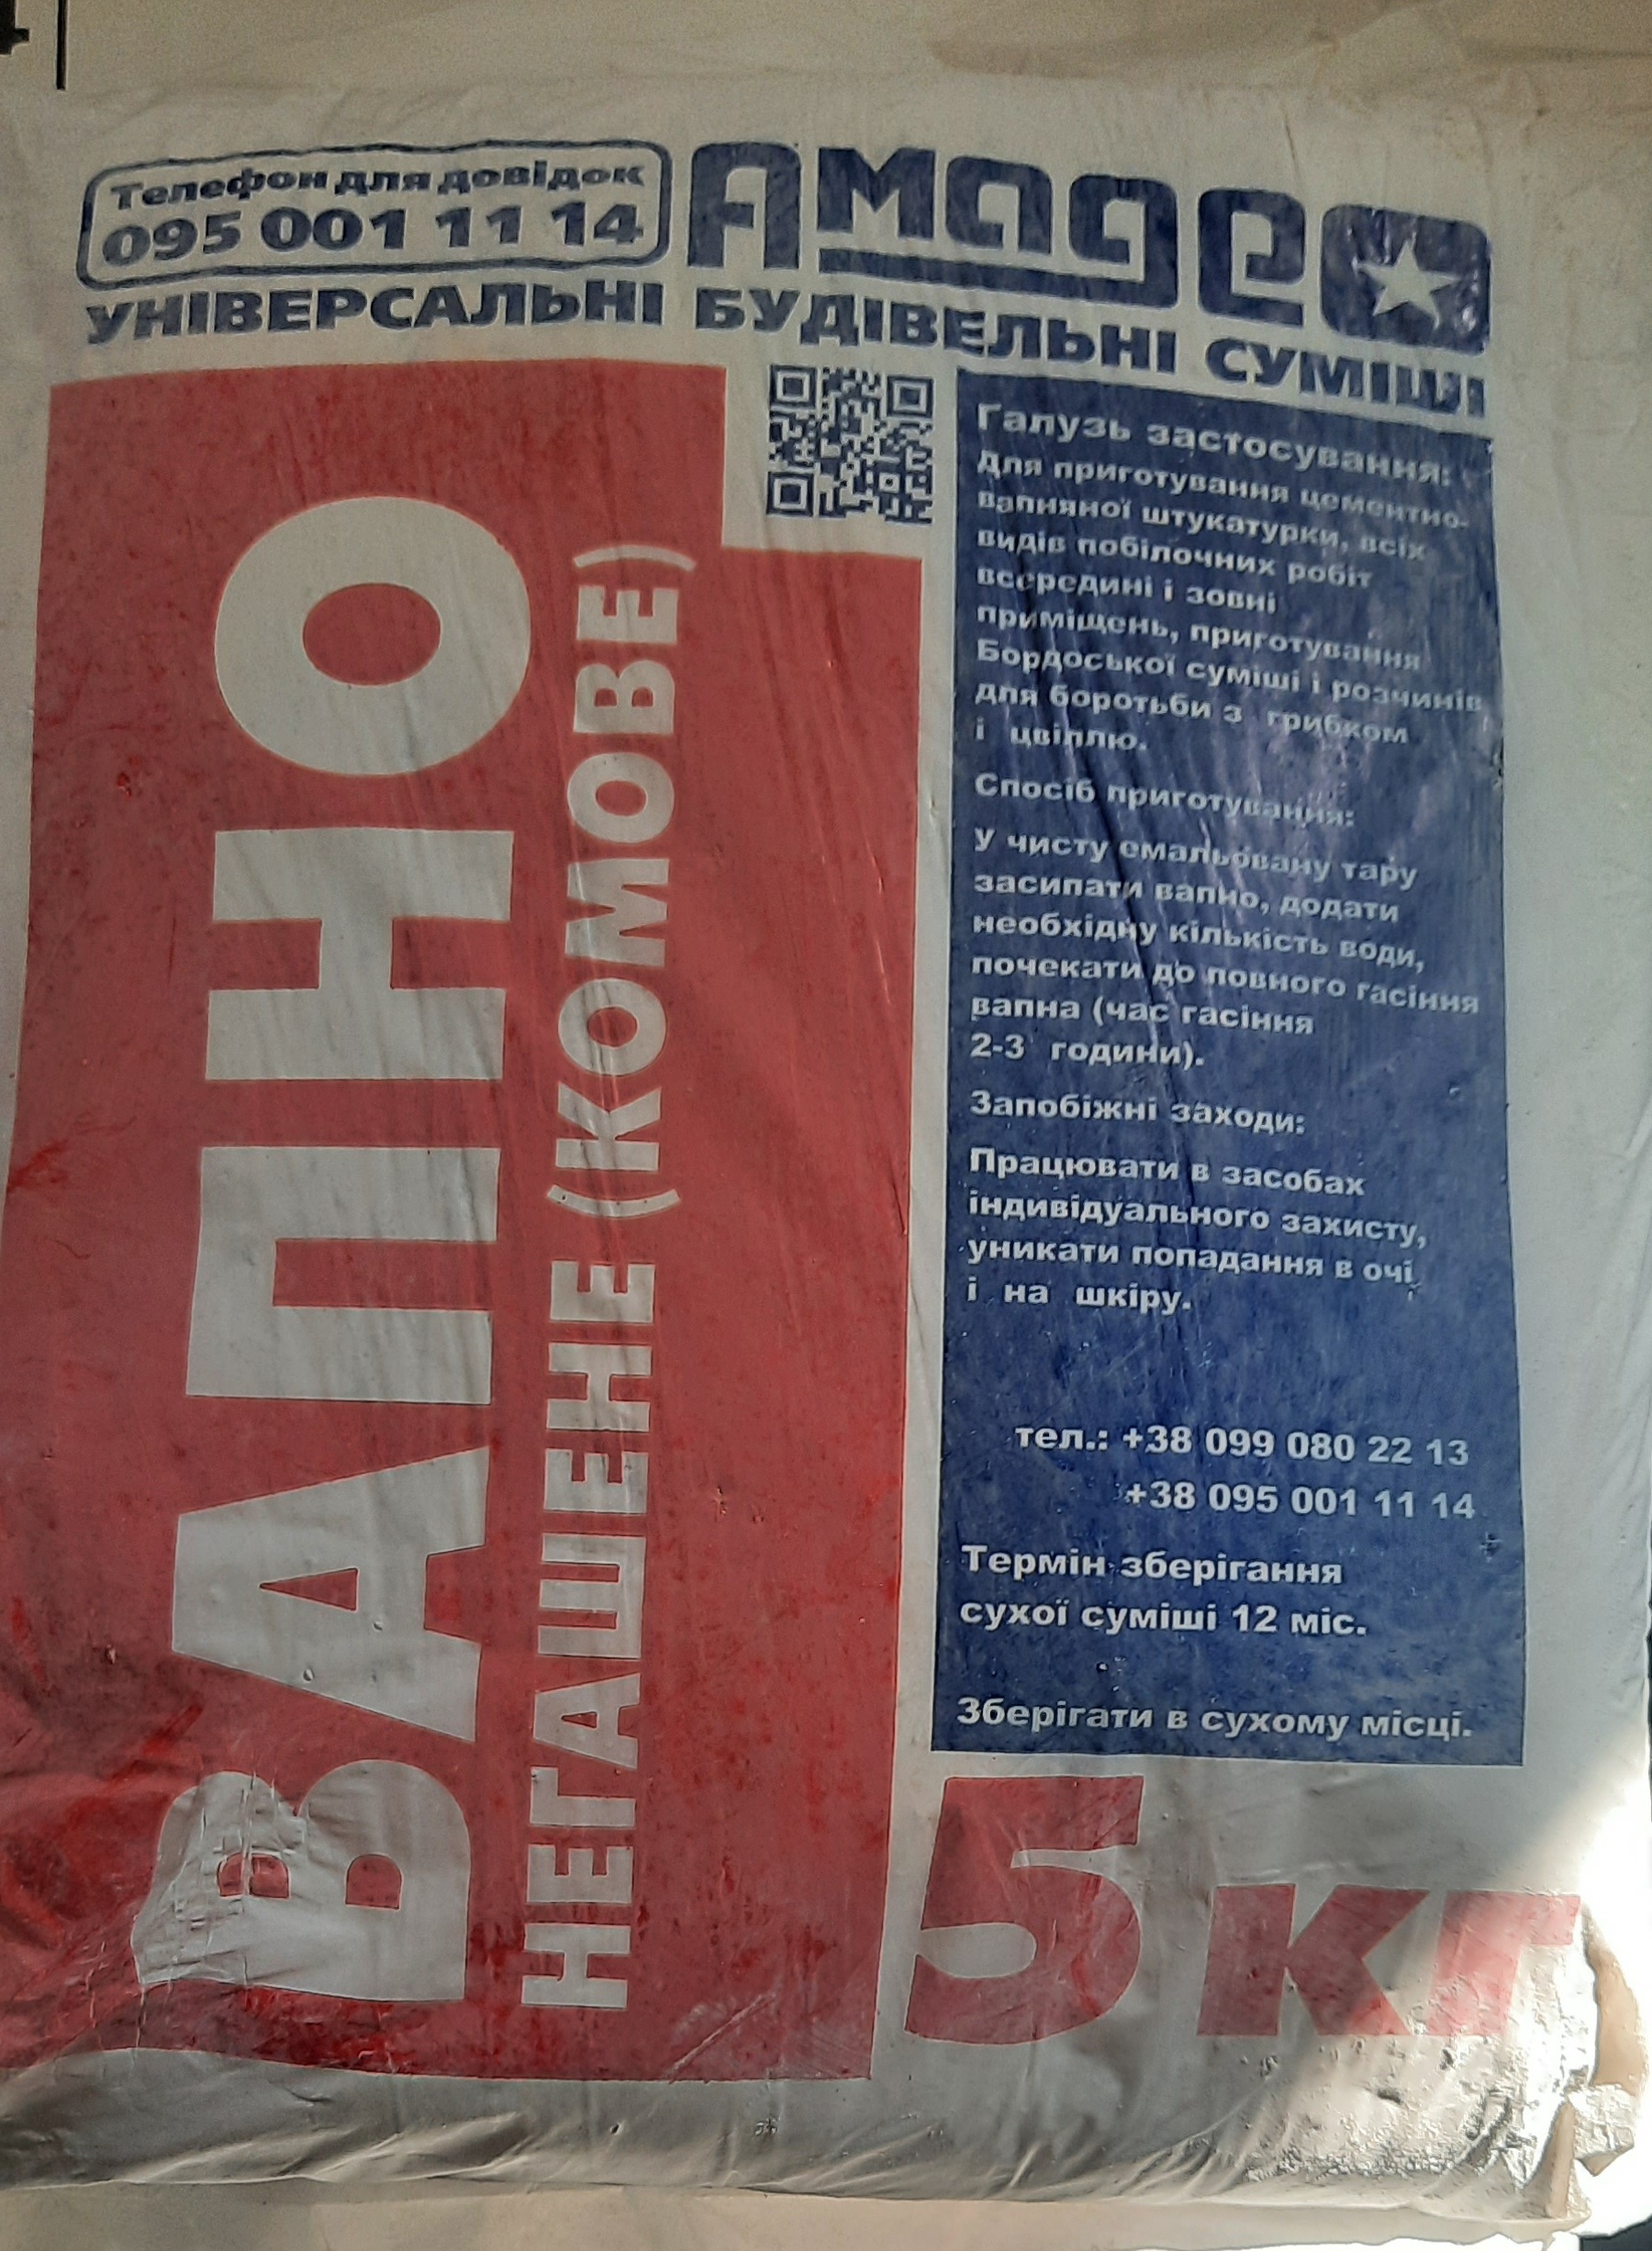 Телефон для довідок
095 001 11 14
Amadeo
УНІВЕРСАЛЬНІ БУДІВЕЛЬНІ СУМІШІ
ВАПНО
НЕГАШЕНЕ (КОМОВЕ)
Галузь застосування:
Для приготування цементно-
вапняної штукатурки, всіх
видів побілочних робіт
всередині і зовні
приміщень, приготування
Бордоської суміші і розчинів
для боротьби з грибком
і цвіллю.
Спосіб приготування:
У чисту емальовану тару
засипати вапно, додати
необхідну кількість води,
почекати до повного гасіння
вапна (час гасіння
2-3 години).
Запобіжні заходи:
Працювати в засобах
індивідуального захисту,
уникати попадання в очі
і на шкіру.
тел.: +38 099 080 22 13
+38 095 001 11 14
Термін зберігання
сухої суміші 12 міс.
Зберігати в сухому місці.
5 кг